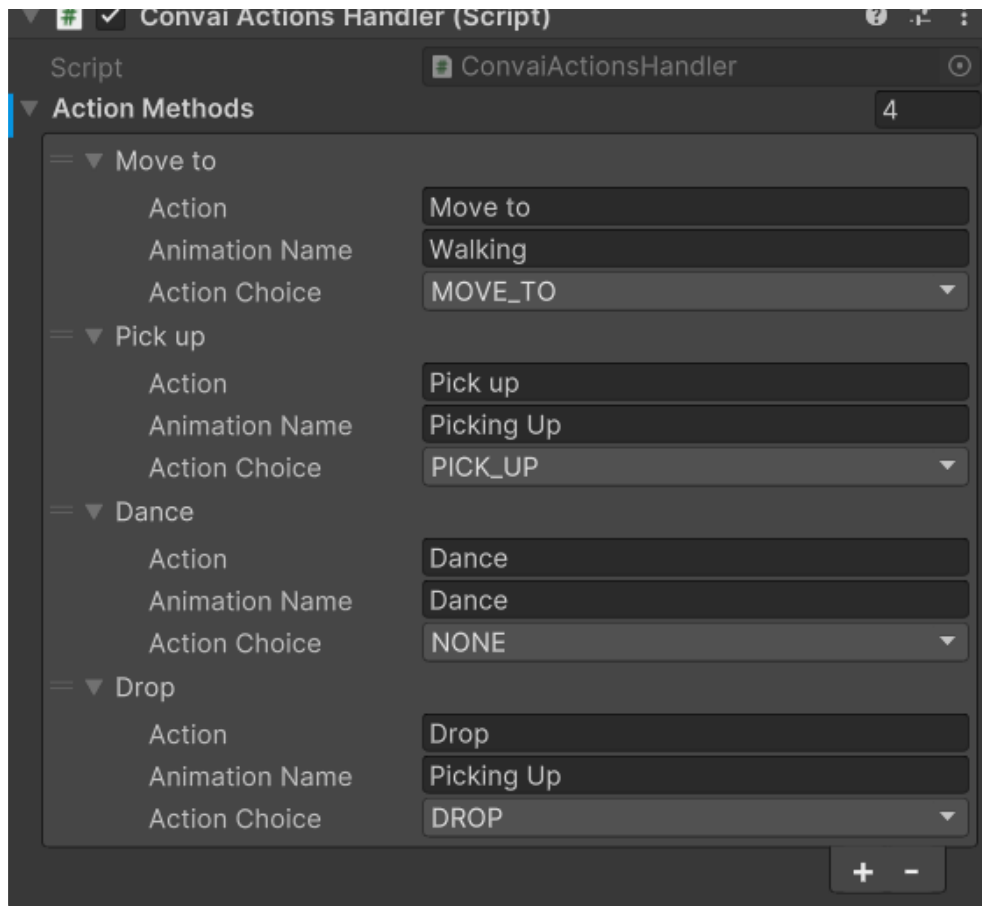 Convai Actions Handler (Script)
Script ConvaiActionsHandler
Action Methods 4
Move to
Action Move to
Animation Name Walking
Action Choice MOVE_TO
Pick up
Action Pick up
Animation Name Picking Up
Action Choice PICK_UP
Dance
Action Dance
Animation Name Dance
Action Choice NONE
Drop
Action Drop
Animation Name Picking Up
Action Choice DROP
+ -